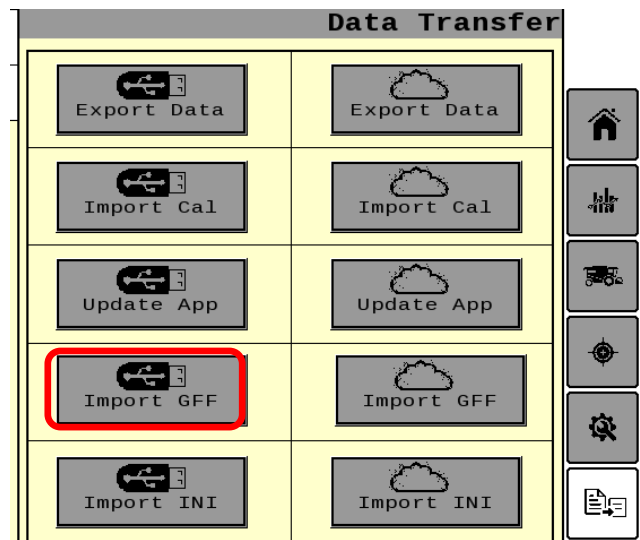 Data Transfer
Export Data Export Data
Import Cal Import Cal
Update App Update App
Import GFF Import GFF
Import INI Import INI